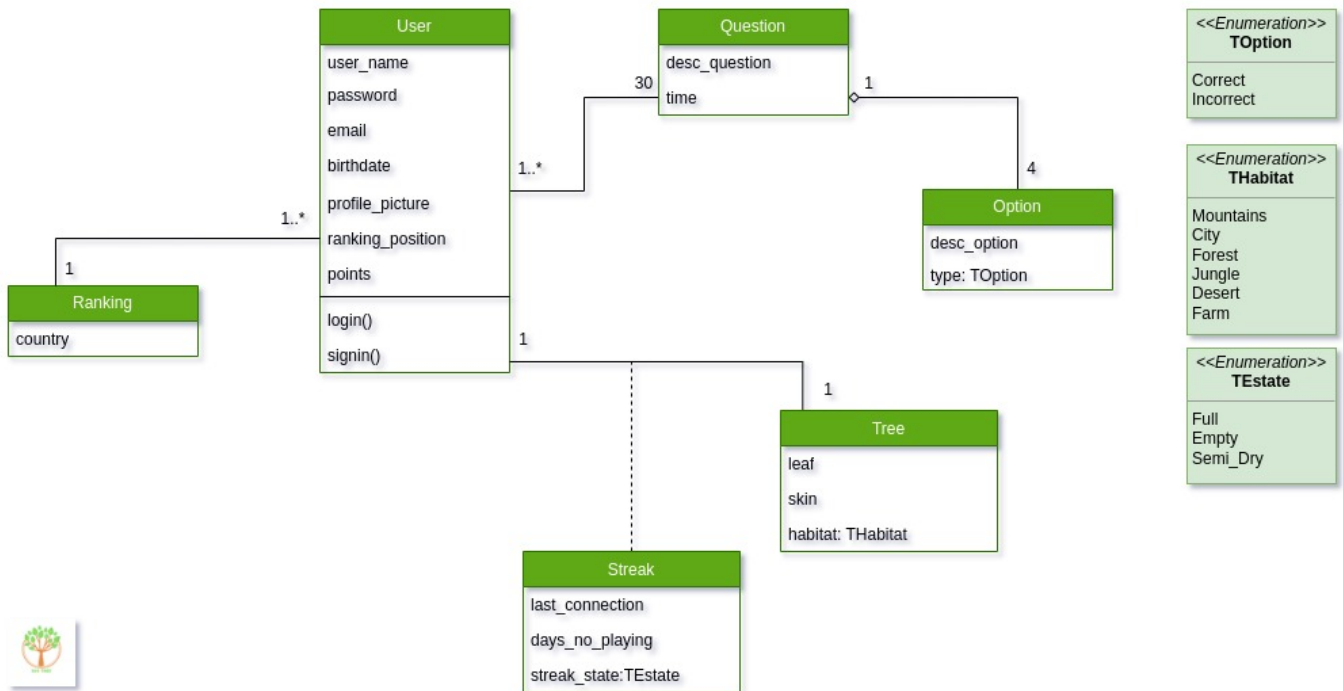 User
user_name
password
email
birthdate
profile_picture
ranking_position
points
login()
signin()
Question
desc_question
time
30
1..*
1
4
Option
desc_option
type: TOption
1..*
1
Ranking
country
1
1
Tree
leaf
skin
habitat: THabitat
Streak
last_connection
days_no_playing
streak_state:TEstate
<<Enumeration>>
TOption
Correct
Incorrect
<<Enumeration>>
THabitat
Mountains
City
Forest
Jungle
Desert
Farm
<<Enumeration>>
TEstate
Full
Empty
Semi_Dry